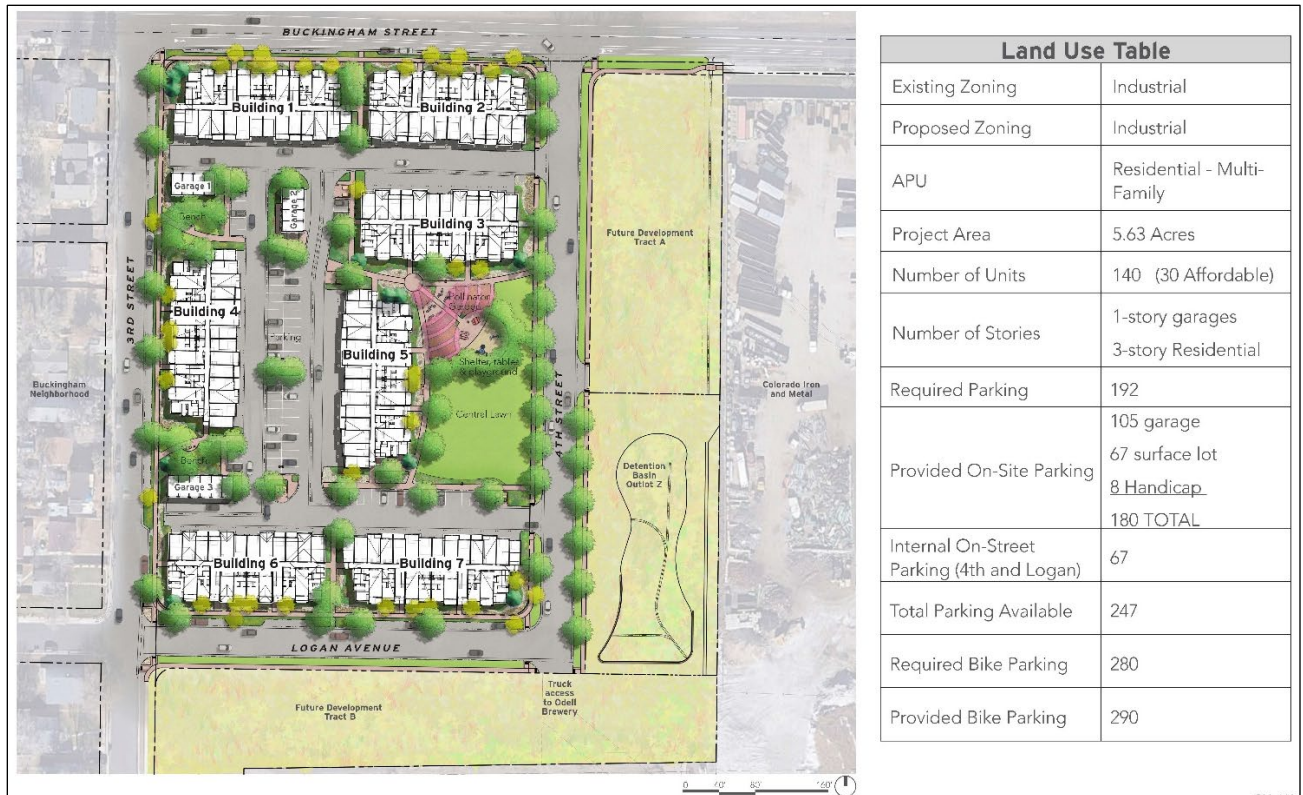 BUCKINGHAM STREET
Building 1
Building 2
Garage 1
Garage 2
Bench
Building 3
Future Development
Tract A
3RD STREET
Building 4
Parking
Pollinator
Garden
Building 5
Shelter, tables
& playground
Buckingham
Neighborhood
Colorado Iron
and Metal
Central Lawn
4TH STREET
Bench
Garage 3
Detention
Basin
Outlot Z
Building 6
Building 7
LOGAN AVENUE
Truck
access
to Odell
Brewery
Future Development
Tract B
0 40' 80' 160'
Land Use Table
Existing Zoning Industrial
Proposed Zoning Industrial
APU Residential - Multi-
Family
Project Area 5.63 Acres
Number of Units 140 (30 Affordable)
Number of Stories 1-story garages
3-story Residential
Required Parking 192
Provided On-Site Parking 105 garage
67 surface lot
8 Handicap
180 TOTAL
Internal On-Street
Parking (4th and Logan) 67
Total Parking Available 247
Required Bike Parking 280
Provided Bike Parking 290